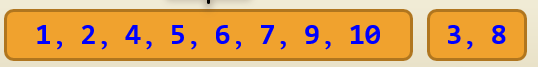 1, 2, 4, 5, 6, 7, 9, 10
3, 8